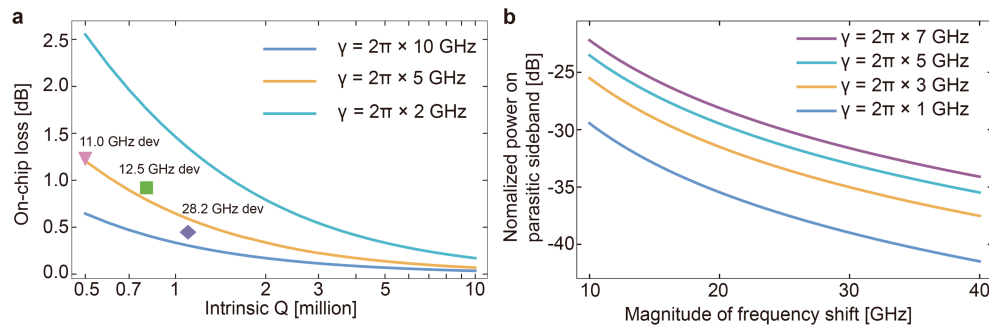 a
On-chip loss [dB]
2.5
2.0
1.5
1.0
0.5
0.0
γ = 2π × 10 GHz
γ = 2π × 5 GHz
γ = 2π × 2 GHz
11.0 GHz dev
12.5 GHz dev
28.2 GHz dev
0.5 0.7 1 2 3 5 10
Intrinsic Q [million]
b
Nomalized power on
parasitic sideband [dB]
-25
-30
-35
-40
γ = 2π × 7 GHz
γ = 2π × 5 GHz
γ = 2π × 3 GHz
γ = 2π × 1 GHz
10 20 30 40
Magnitude of frequency shift [GHz]